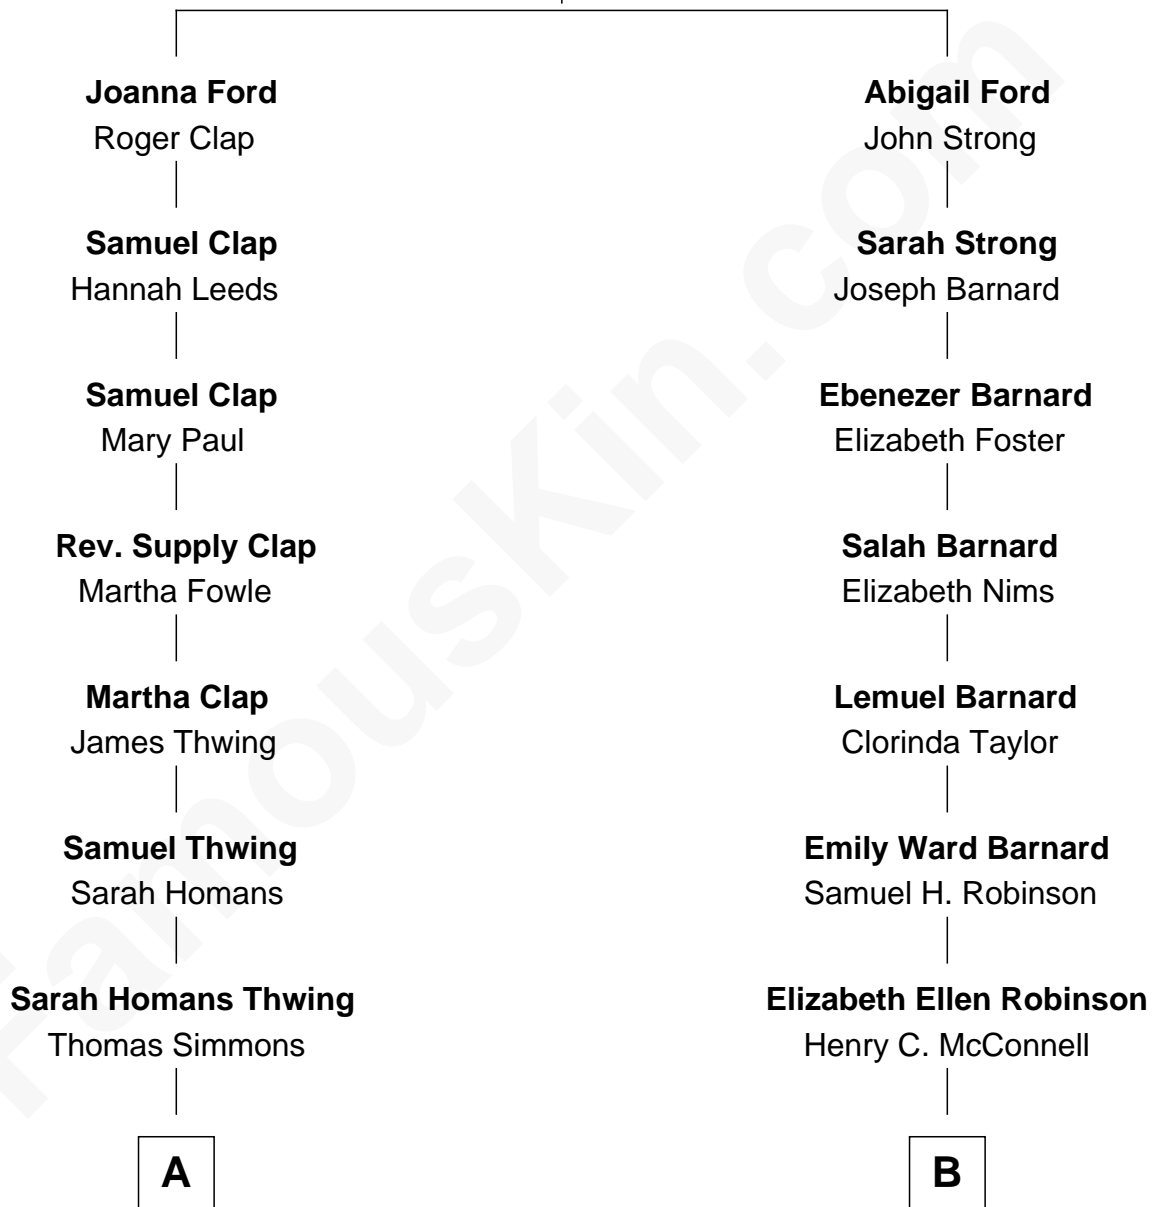 Joanna Ford
Roger Clap
Samuel Clap
Hannah Leeds
Samuel Clap
Mary Paul
Rev. Supply Clap
Martha Fowle
Martha Clap
James Thwing
Samuel Thwing
Sarah Homans
Sarah Homans Thwing
Thomas Simmons
A
Abigail Ford
John Strong
Sarah Strong
Joseph Barnard
Ebenezer Barnard
Elizabeth Foster
Salah Barnard
Elizabeth Nims
Lemuel Barnard
Clorinda Taylor
Emily Ward Barnard
Samuel H. Robinson
Elizabeth Ellen Robinson
Henry C. McConnell
B
FamousKin.com